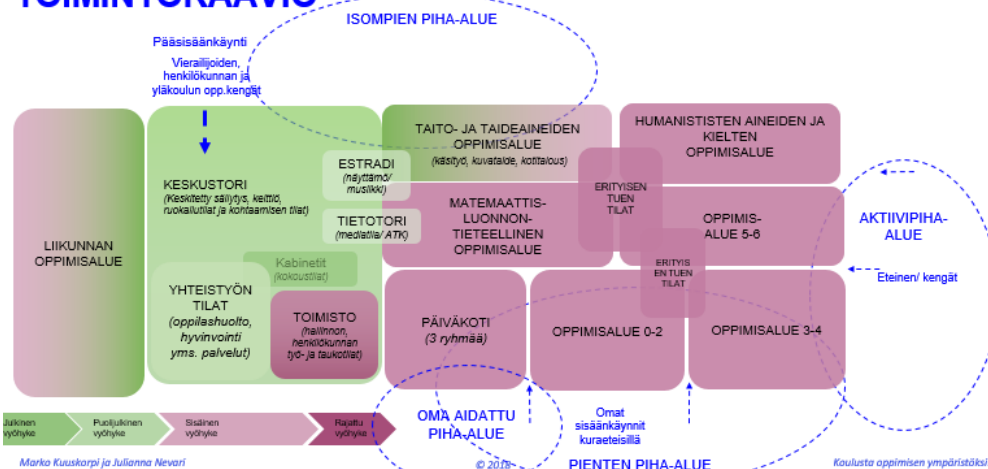 TOIMINTOKAAVIO
ISOMPIEN PIHA-ALUE
Pääsisäänkäynti
Vierailijoiden,
henkilökunnan ja
yläkoulun opp.kengät
LIIKUNNAN
OPPIMISALUE
KESKUSTORI
(Keskitetty säilytys, keittiö,
ruokailutilat ja kohtaamisen tilat)
ESTRADI
(näyttämö/
musiikki)
TIETOTORI
(mediatila/ ATK)
Kabinetit
(kokoustilat)
YHTEISTYÖN
TILAT
(oppilashuolto,
hyvinvointi
yms. palvelut)
TOIMISTO
(hallinnon,
henkilökunnan
työ- ja taukotilat)
TAITO- JA TAIDEAINEIDEN
OPPIMISALUE
(käsityö, kuvataide, kotitalous)
MATEMAATTIS-
LUONNON-
TIETEELLINEN
OPPIMISALUE
HUMANISTISTEN AINEIDEN JA
KIELTEN
OPPIMISALUE
ERITYISEN
TUEN
TILAT
OPPIMIS-
ALUE 5-6
ERITYIS
EN TUEN
TILAT
PÄIVÄKOTI
(3 ryhmää)
OPPIMISALUE 0-2
OPPIMISALUE 3-4
AKTIIVIPIHA-
ALUE
Eteinen/ kengät
OMA AIDATTU
PIHA-ALUE
Omat
sisäänkäynnit
kuraeteisillä
PIENTEN PIHA-ALUE
Julkinen
vyöhyke
Puolijulkinen
vyöhyke
Sisäinen
vyöhyke
Rajattu
vyöhyke
Marko Kuuskorpi ja Julianna Nevari
© 2018
Koulusta oppimisen ympäristöksi